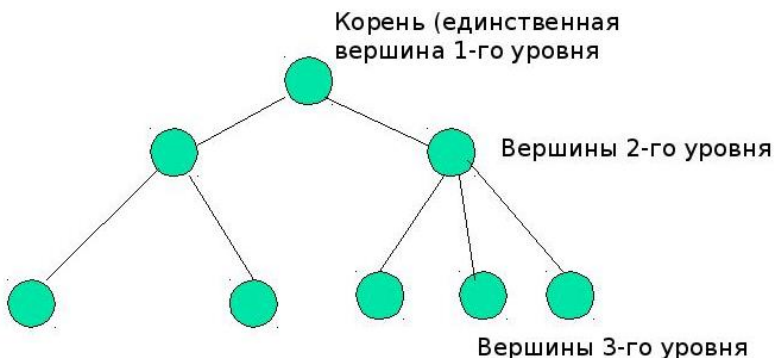 Корень (единственная
вершина 1-го уровня
Вершины 2-го уровня
Вершины 3-го уровня